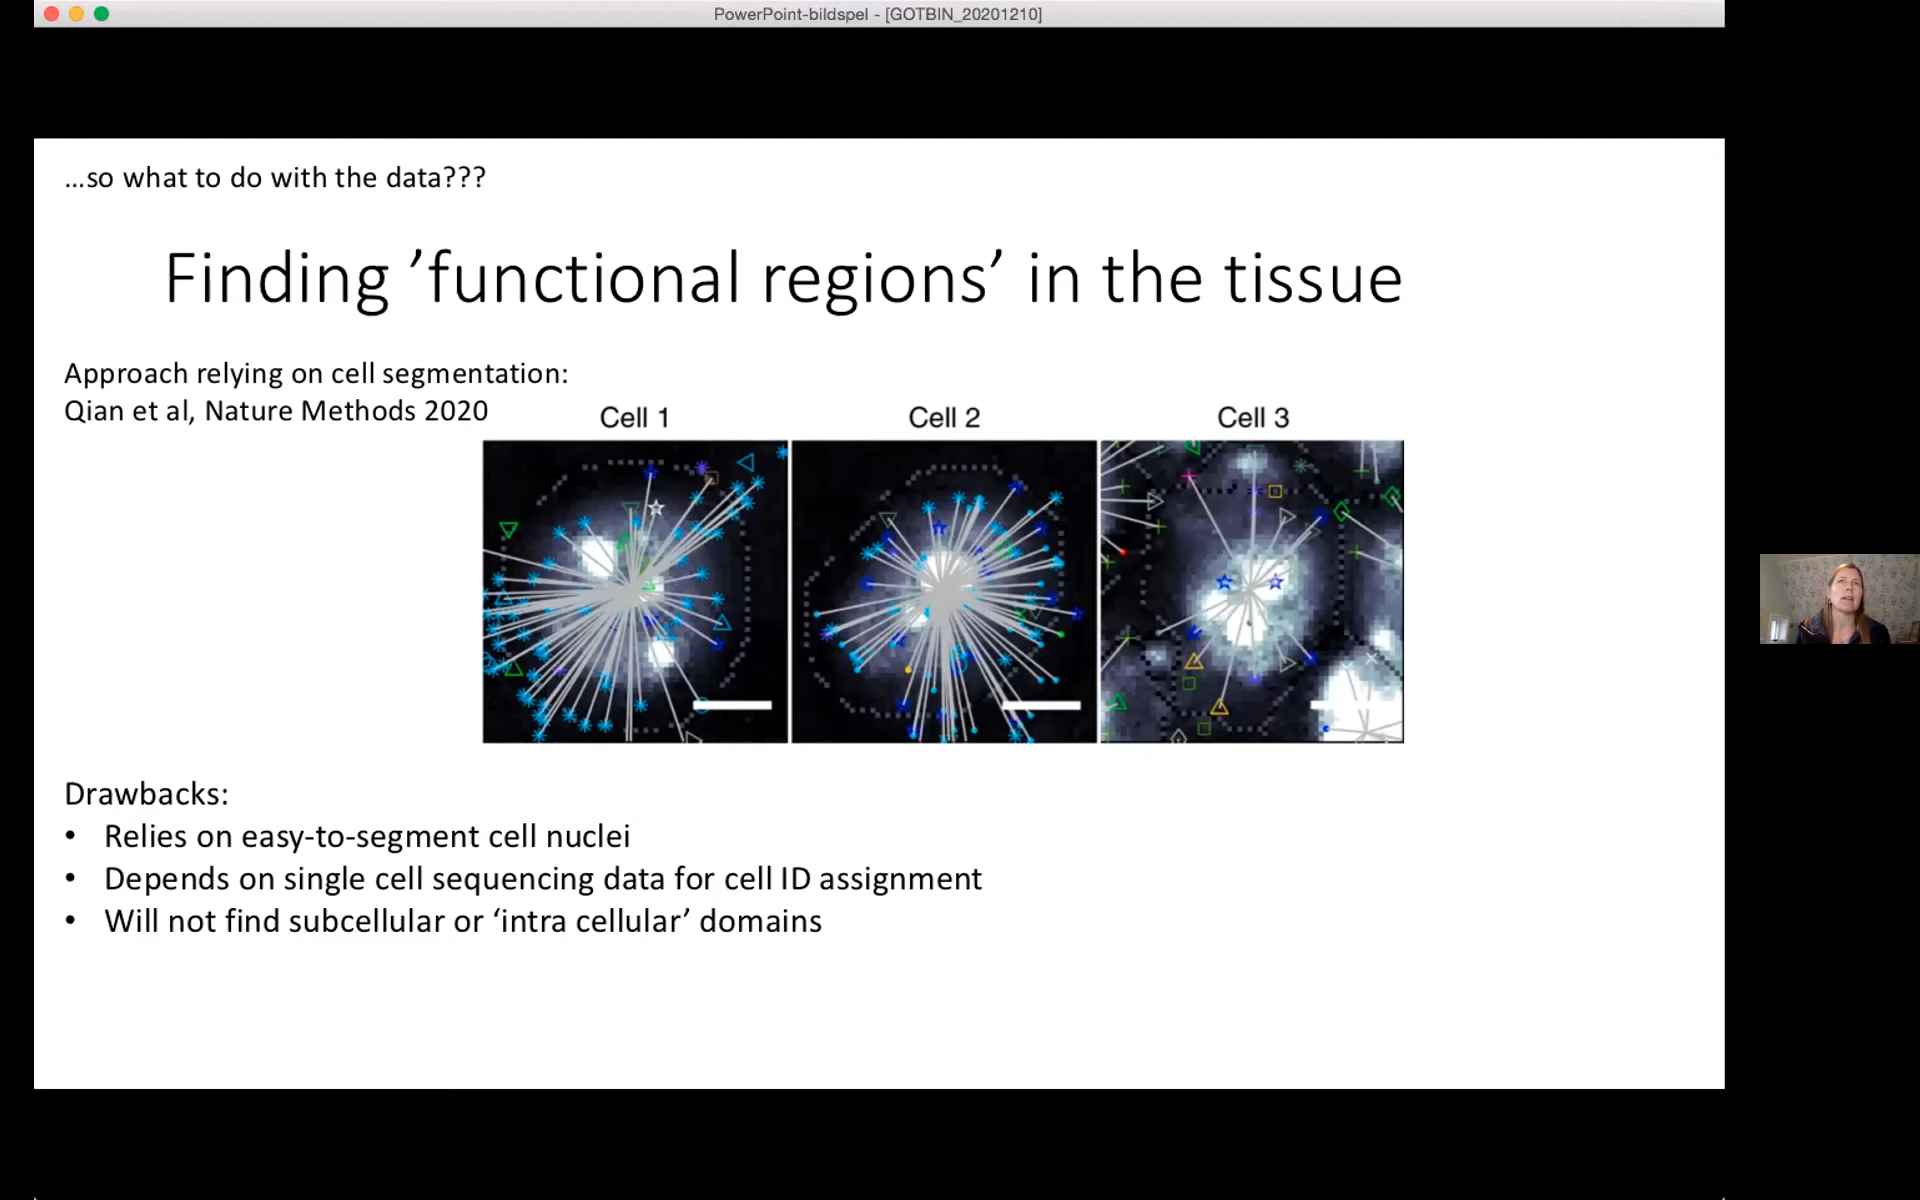 PowerPoint-bildspel - [GOTBIN_20201210]
...so what to do with the data???
Finding ’functional regions’ in the tissue
Approach relying on cell segmentation:
Qian et al, Nature Methods 2020
Cell 1
Cell 2
Cell 3
Drawbacks:
• Relies on easy-to-segment cell nuclei
• Depends on single cell sequencing data for cell ID assignment
• Will not find subcellular or ‘intra cellular’ domains